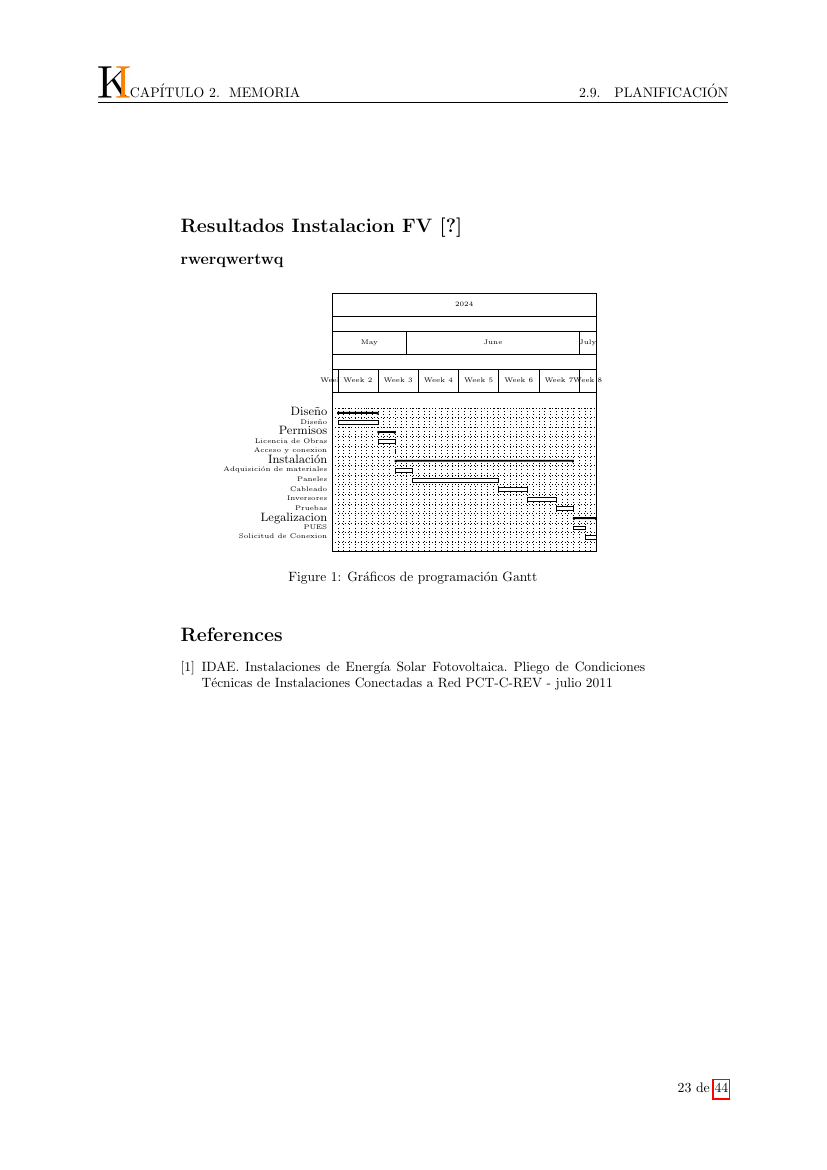 KI CAPÍTULO 2. MEMORIA 2.9. PLANIFICACIÓN
Resultados Instalacion FV [?]
rwerqwertwq
2024
May June July
Week 2 Week 3 Week 4 Week 5 Week 6 Week 7 Week 8
Diseño
Diseño
Permisos
Licencia de Obras
Acceso y conexion
Instalación
Adquisición de materiales
Paneles
Cableado
Inversores
Pruebas
Legalizacion
PUES
Solicitud de Conexion
Figure 1: Gráficos de programación Gantt
References
[1] IDAE. Instalaciones de Energía Solar Fotovoltaica. Pliego de Condiciones
Técnicas de Instalaciones Conectadas a Red PCT-C-REV - julio 2011
23 de 44